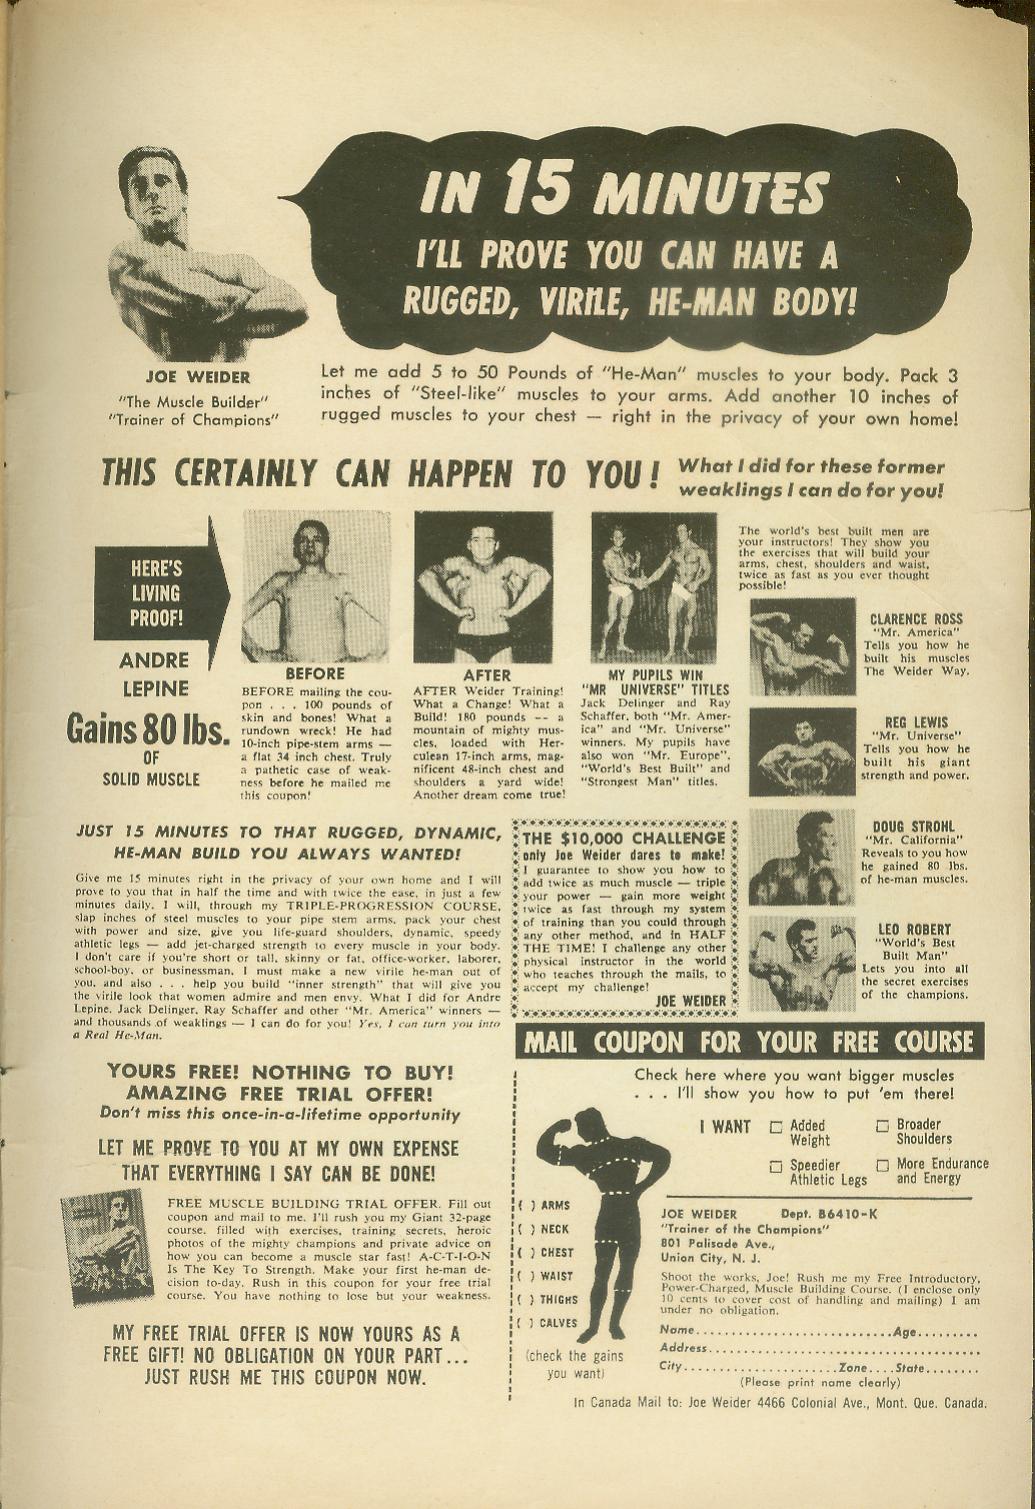 IN 15 MINUTES
I'LL PROVE YOU CAN HAVE A
RUGGED, VIRILE, HE-MAN BODY!
JOE WEIDER
"The Muscle Builder"
"Trainer of Champions"
Let me add 5 to 50 Pounds of "He-Man" muscles to your body. Pack 3
inches of "Steel-like" muscles to your arms. Add another 10 inches of
rugged muscles to your chest — right in the privacy of your own home!
THIS CERTAINLY CAN HAPPEN TO YOU!
What I did for these former
weaklings I can do for you!
HERE'S
LIVING
PROOF!
ANDRE
LEPINE
Gains 80 lbs.
OF
SOLID MUSCLE
BEFORE
BEFORE mailing the cou-
pon . . . 100 pounds of
skin and bones! What a
rundown wreck! He had
10-inch pipe-stem arms —
a flat 34 inch chest. Truly
a pathetic case of weak-
ness before he mailed me
this coupon!
AFTER
AFTER Weider Training!
What a Change! What a
Build! 180 pounds -- a
mountain of mighty mus-
cles, loaded with Her-
culean 17-inch arms, mag-
nificent 48-inch chest and
shoulders a yard wide!
Another dream come true!
MY PUPILS WIN
"MR UNIVERSE" TITLES
Jack Delinger and Ray
Schaffer, both "Mr. Amer-
ica" and "Mr. Universe"
winners. My pupils have
also won "Mr. Europe",
"World's Best Built" and
"Strongest Man" titles.
The world's best built men are
your instructors! They show you
the exercises that will build your
arms, chest, shoulders and waist,
twice as fast as you ever thought
possible!
CLARENCE ROSS
"Mr. America"
Tells you how he
built his muscles
The Weider Way.
REG LEWIS
"Mr. Universe"
Tells you how he
built his giant
strength and power.
DOUG STROHL
"Mr. California"
Reveals to you how
he gained 80 lbs.
of he-man muscles.
LEO ROBERT
"World's Best
Built Man"
Lets you into all
the secret exercises
of the champions.
JUST 15 MINUTES TO THAT RUGGED, DYNAMIC,
HE-MAN BUILD YOU ALWAYS WANTED!
Give me 15 minutes right in the privacy of your own home and I will
prove to you that in half the time and with twice the ease, in just a few
minutes daily, I will, through my TRIPLE-PROGRESSION COURSE,
slap inches of steel muscles to your pipe stem arms, pack your chest
with power and size, give you life-guard shoulders, dynamic, speedy
athletic legs — add jet-charged strength to every muscle in your body.
I don't care if you're short or tall, skinny or fat, office-worker, laborer,
school-boy, or businessman, I must make a new virile he-man out of
you, and also . . . help you build "inner strength" that will give you
the virile look that women admire and men envy. What I did for Andre
Lepine, Jack Delinger, Ray Schaffer and other "Mr. America" winners —
and thousands of weaklings — I can do for you! Yes, I can turn you into
a Real He-Man.
THE $10,000 CHALLENGE
only Joe Weider dares to make!
I guarantee to show you how to
add twice as much muscle — triple
your power — gain more weight
twice as fast through my system
of training than you could through
any other method, and in HALF
THE TIME! I challenge any other
physical instructor in the world
who teaches through the mails, to
accept my challenge!
JOE WEIDER
YOURS FREE! NOTHING TO BUY!
AMAZING FREE TRIAL OFFER!
Don't miss this once-in-a-lifetime opportunity
LET ME PROVE TO YOU AT MY OWN EXPENSE
THAT EVERYTHING I SAY CAN BE DONE!
FREE MUSCLE BUILDING TRIAL OFFER. Fill out
coupon and mail to me. I'll rush you my Giant 32-page
course, filled with exercises, training secrets, heroic
photos of the mighty champions and private advice on
how you can become a muscle star fast! A-C-T-I-O-N
Is The Key To Strength. Make your first he-man de-
cision to-day. Rush in this coupon for your free trial
course. You have nothing to lose but your weakness.
MY FREE TRIAL OFFER IS NOW YOURS AS A
FREE GIFT! NO OBLIGATION ON YOUR PART...
JUST RUSH ME THIS COUPON NOW.
MAIL COUPON FOR YOUR FREE COURSE
Check here where you want bigger muscles
. . . I'll show you how to put 'em there!
I WANT
Added
Weight
Broader
Shoulders
Speedier
Athletic Legs
More Endurance
and Energy
( ) ARMS
( ) NECK
( ) CHEST
( ) WAIST
( ) THIGHS
( ) CALVES
(check the gains
you want)
JOE WEIDER Dept. B6410-K
"Trainer of the Champions"
801 Palisade Ave.,
Union City, N. J.
Shoot the works, Joe! Rush me my Free Introductory,
Power-Charged, Muscle Building Course. (I enclose only
10 cents to cover cost of handling and mailing) I am
under no obligation.
Name..............................Age.........
Address..........................................
City.......................Zone....State........
(Please print name clearly)
In Canada Mail to: Joe Weider 4466 Colonial Ave., Mont. Que. Canada.